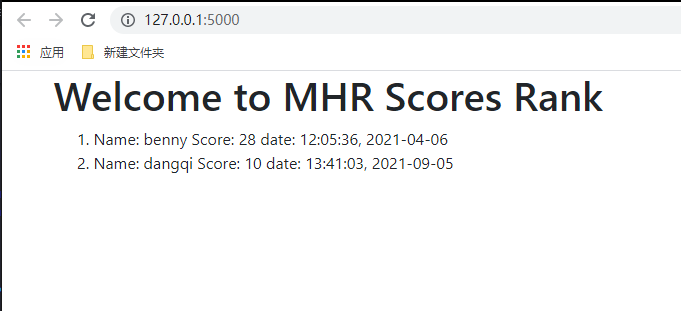 127.0.0.1:5000
应用 新建文件夹
Welcome to MHR Scores Rank
1. Name: benny Score: 28 date: 12:05:36, 2021-04-06
2. Name: dangqi Score: 10 date: 13:41:03, 2021-09-05